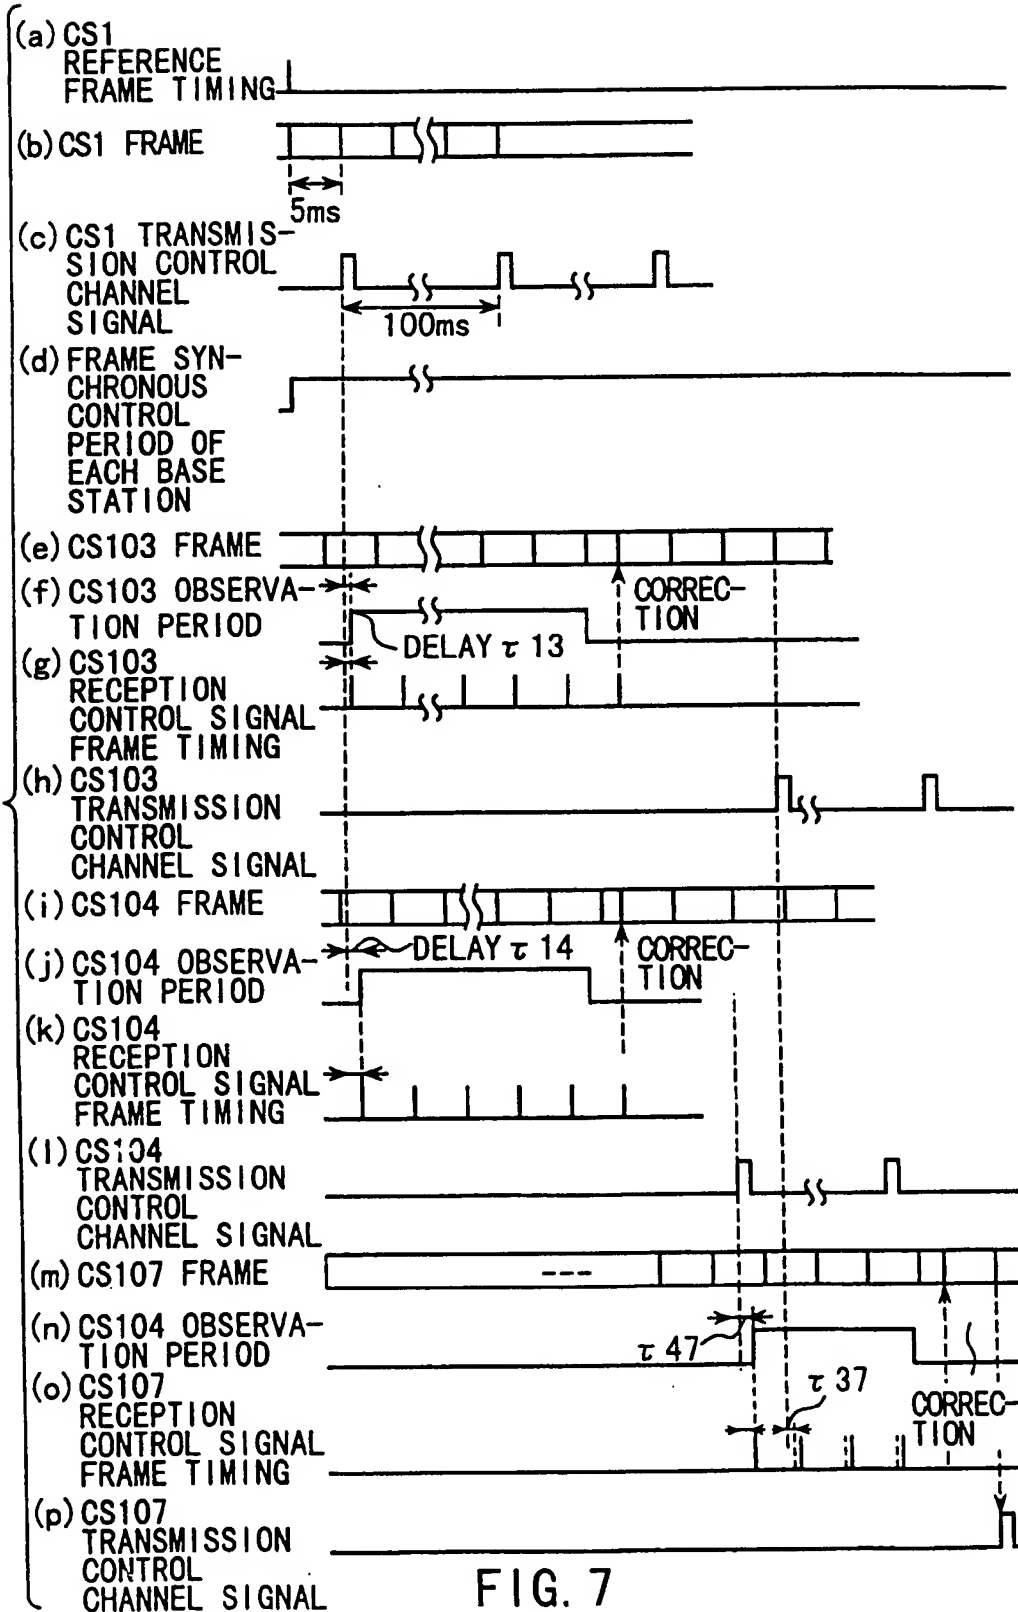 (a) CS1
REFERENCE
FRAME TIMING
(b) CS1 FRAME
5ms
(c) CS1 TRANSMIS-
SION CONTROL
CHANNEL
SIGNAL
100ms
(d) FRAME SYN-
CHRONOUS
CONTROL
PERIOD OF
EACH BASE
STATION
(e) CS103 FRAME
(f) CS103 OBSERVA-
TION PERIOD
CORREC-
TION
DELAY τ 13
(g) CS103
RECEPTION
CONTROL SIGNAL
FRAME TIMING
(h) CS103
TRANSMISSION
CONTROL
CHANNEL SIGNAL
(i) CS104 FRAME
DELAY τ 14
CORREC-
TION
(j) CS104 OBSERVA-
TION PERIOD
(k) CS104
RECEPTION
CONTROL SIGNAL
FRAME TIMING
(l) CS104
TRANSMISSION
CONTROL
CHANNEL SIGNAL
(m) CS107 FRAME
---
(n) CS104 OBSERVA-
TION PERIOD
τ 47
τ 37
(o) CS107
RECEPTION
CONTROL SIGNAL
FRAME TIMING
CORREC-
TION
(p) CS107
TRANSMISSION
CONTROL
CHANNEL SIGNAL
FIG. 7